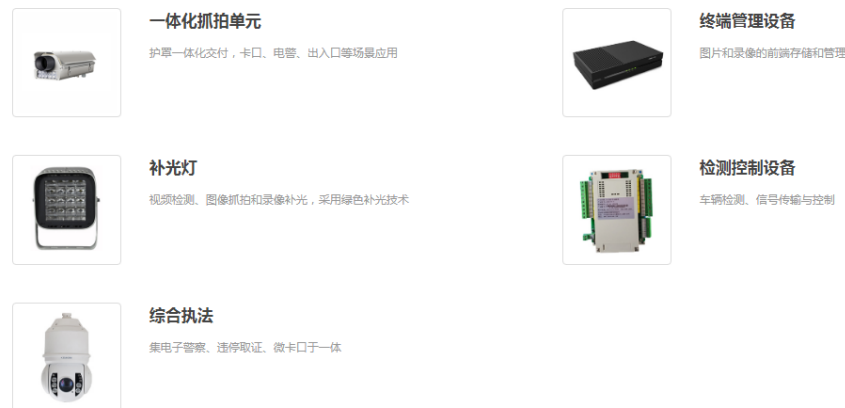 一体化抓拍单元
护罩一体化交付，卡口、电警、出入口等场景应用
终端管理设备
图片和录像的前端存储和管理
补光灯
视频检测、图像抓拍和录像补光，采用绿色补光技术
检测控制设备
车辆检测、信号传输与控制
综合执法
集电子警察、违停取证、微卡口于一体